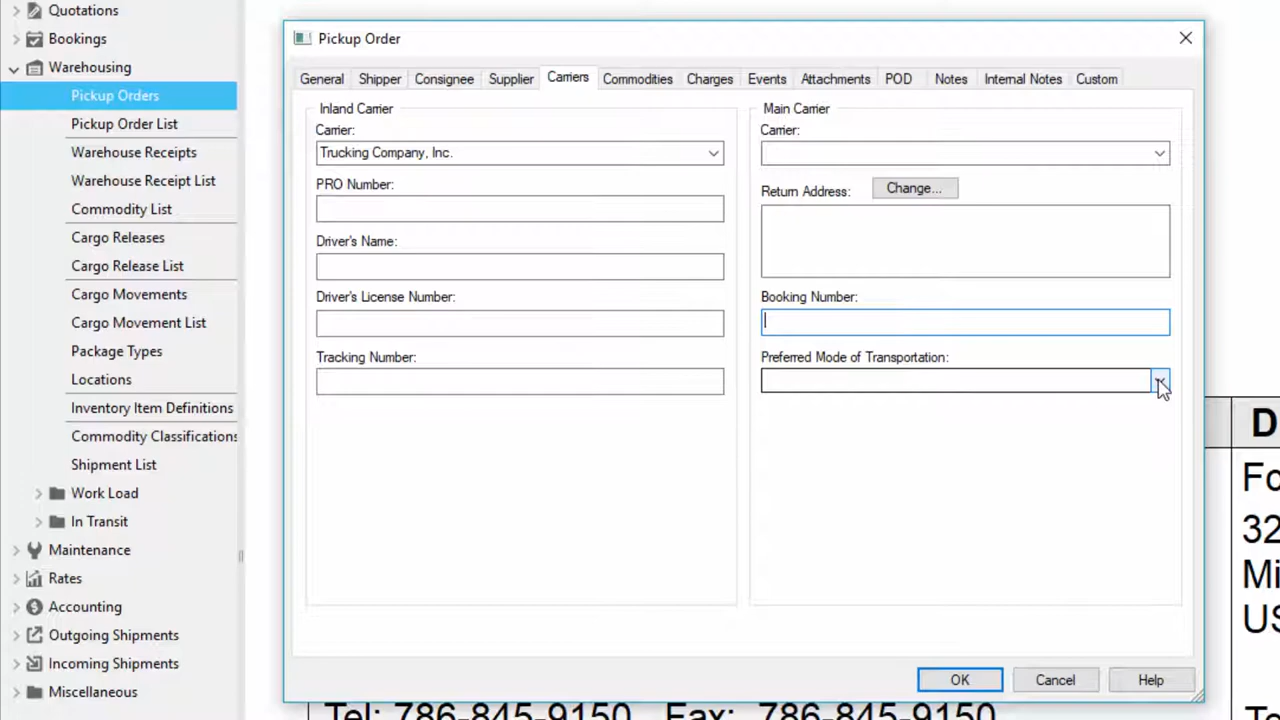 Quotations
Bookings
Warehousing
Pickup Orders
Pickup Order List
Warehouse Receipts
Warehouse Receipt List
Commodity List
Cargo Releases
Cargo Release List
Cargo Movements
Cargo Movement List
Package Types
Locations
Inventory Item Definitions
Commodity Classifications
Shipment List
Work Load
In Transit
Maintenance
Rates
Accounting
Outgoing Shipments
Incoming Shipments
Miscellaneous
Pickup Order
General Shipper Consignee Supplier Carriers Commodities Charges Events Attachments POD Notes Internal Notes Custom
Inland Carrier
Carrier:
Trucking Company, Inc.
PRO Number:
Driver's Name:
Driver's License Number:
Tracking Number:
Main Carrier
Carrier:
Return Address: Change...
Booking Number:
Preferred Mode of Transportation:
OK Cancel Help
D
Fo
32
Mi
US
Tel: 786-845-9150 Fax: 786-845-9150